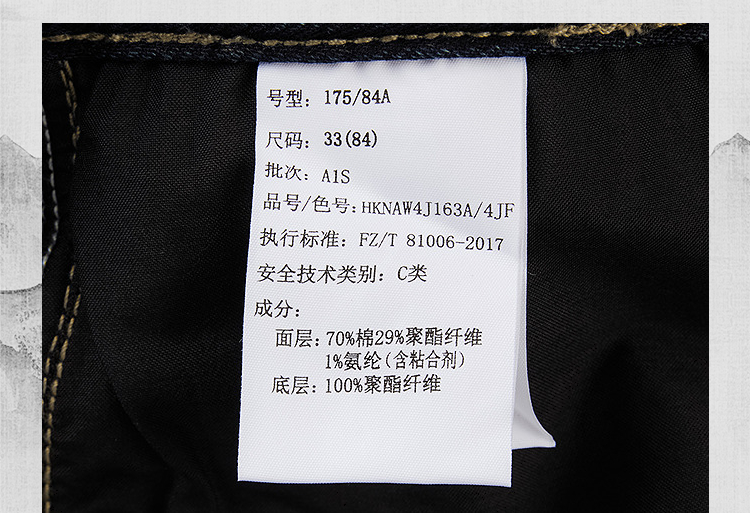 号型：175/84A
尺码：33(84)
批次：A1S
品号/色号：HKNAW4J163A/4JF
执行标准：FZ/T 81006-2017
安全技术类别：C类
成分：
面层：70%棉29%聚酯纤维
1%氨纶(含粘合剂)
底层：100%聚酯纤维